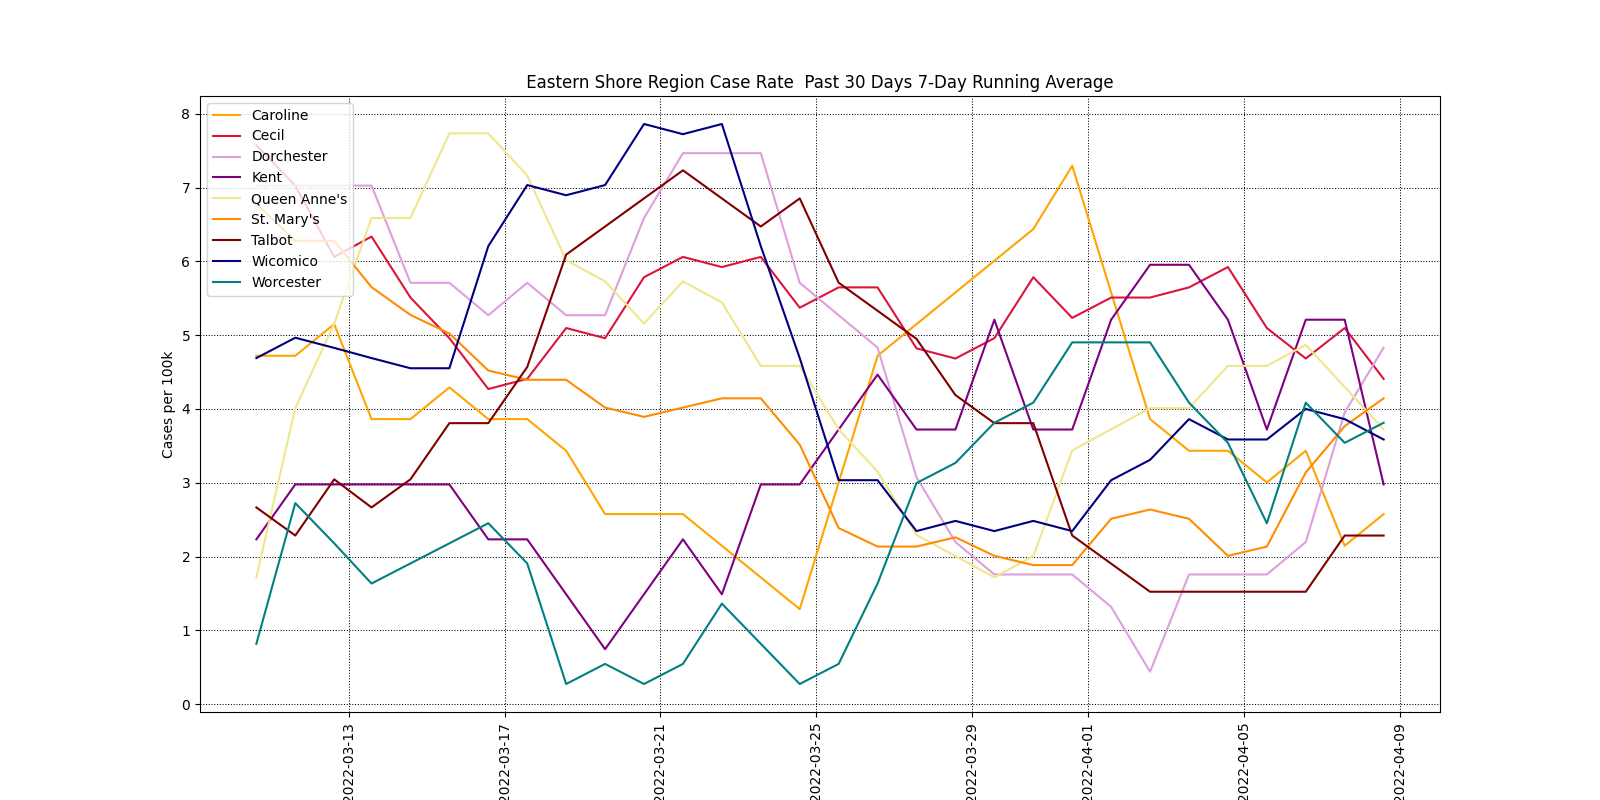 Eastern Shore Region Case Rate  Past 30 Days 7-Day Running Average
Cases per 100k
8
7
6
5
4
3
2
1
0
Caroline
Cecil
Dorchester
Kent
Queen Anne's
St. Mary's
Talbot
Wicomico
Worcester
2022-03-13
2022-03-17
2022-03-21
2022-03-25
2022-03-29
2022-04-01
2022-04-05
2022-04-09